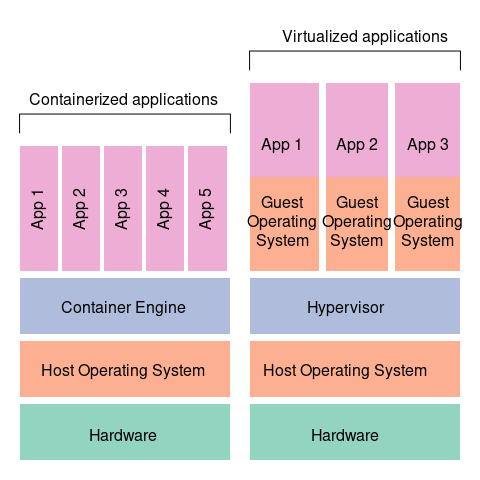 Virtualized applications
Containerized applications
App 1
App 2
App 3
App 4
App 5
Container Engine
Host Operating System
Hardware
App 1
App 2
App 3
Guest
Operating
System
Guest
Operating
System
Guest
Operating
System
Hypervisor
Host Operating System
Hardware